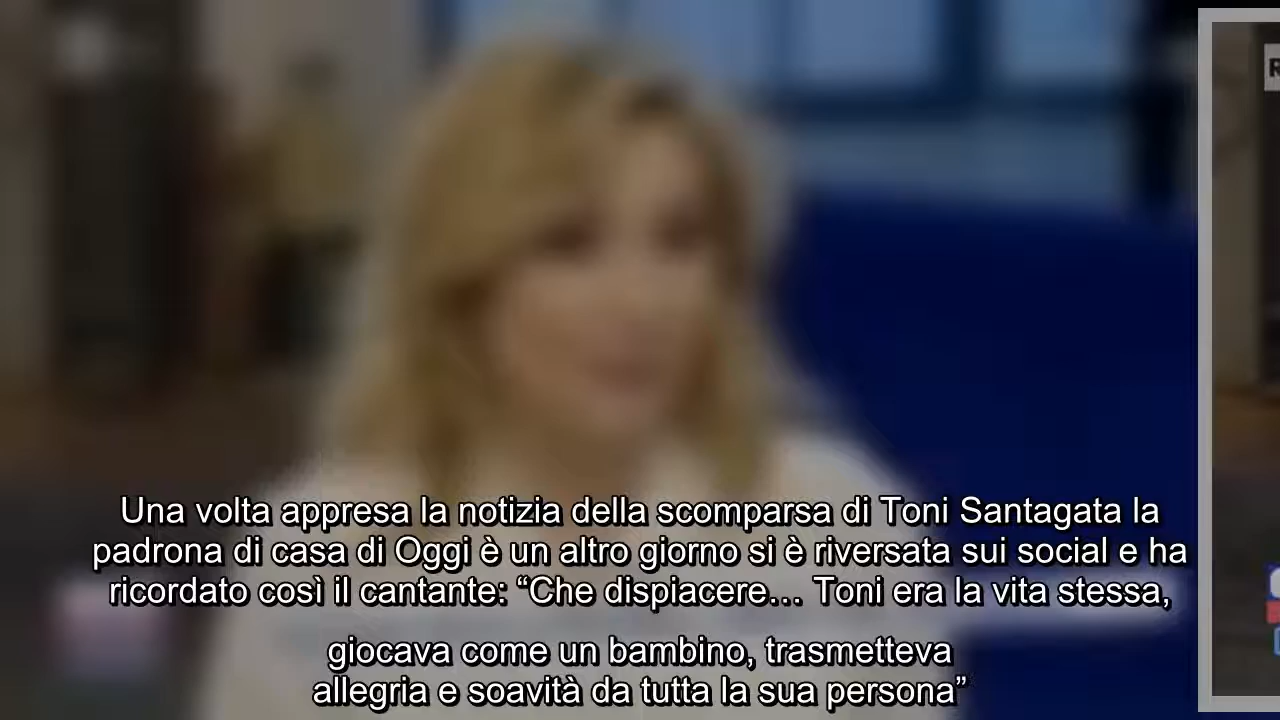 Una volta appresa la notizia della scomparsa di Toni Santagata la
padrona di casa di Oggi è un altro giorno si è riversata sui social e ha
ricordato così il cantante: “Che dispiacere… Toni era la vita stessa,
giocava come un bambino, trasmetteva
allegria e soavità da tutta la sua persona”